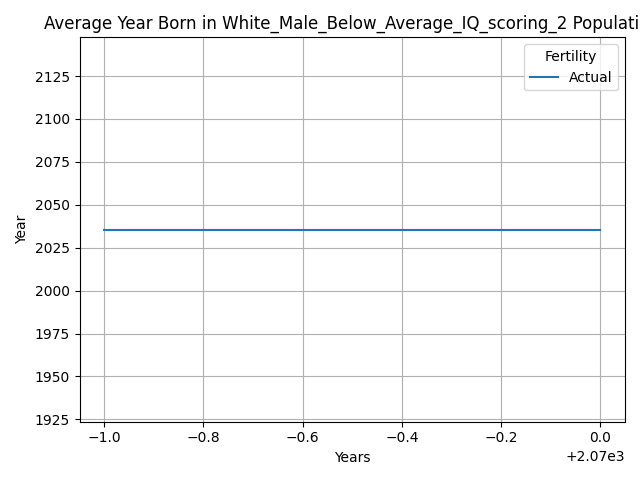 Average Year Born in White_Male_Below_Average_IQ_scoring_2 Populati
Fertility
Actual
2125
2100
2075
2050
2025
2000
1975
1950
1925
Year
−1.0 −0.8 −0.6 −0.4 −0.2 0.0
+2.07e3
Years